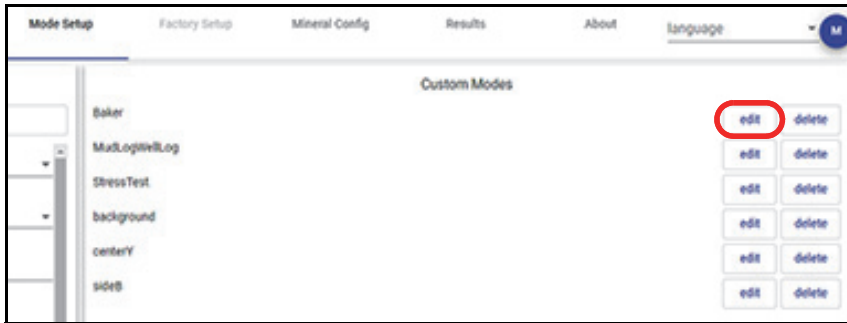 Mode Setup Factory Setup Mineral Config Results About language M
Custom Modes
Baker edit delete
MudLogWellLog edit delete
StressTest edit delete
background edit delete
centerY edit delete
sideB edit delete